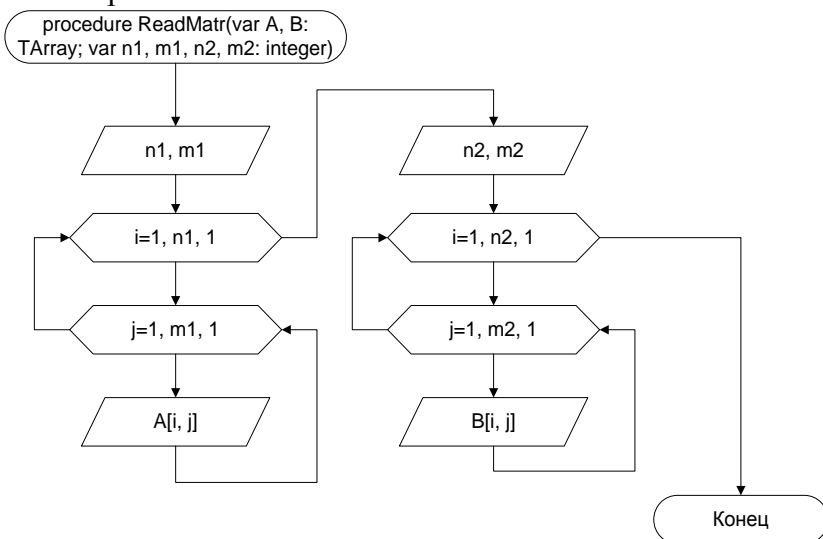 procedure ReadMatr(var A, B:
TArray; var n1, m1, n2, m2: integer)
n1, m1
i=1, n1, 1
j=1, m1, 1
A[i, j]
n2, m2
i=1, n2, 1
j=1, m2, 1
B[i, j]
Конец